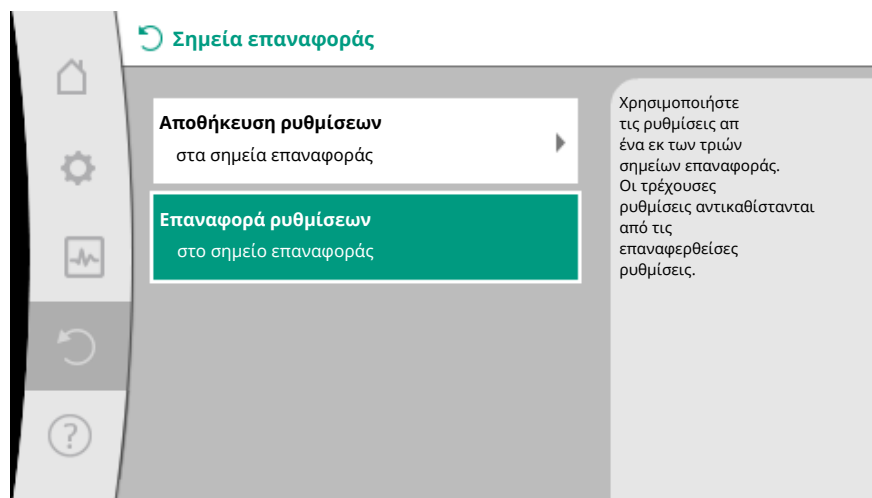 Σημεία επαναφοράς
Αποθήκευση ρυθμίσεων
στα σημεία επαναφοράς
Επαναφορά ρυθμίσεων
στο σημείο επαναφοράς
Χρησιμοποιήστε
τις ρυθμίσεις απ
ένα εκ των τριών
σημείων επαναφοράς.
Οι τρέχουσες
ρυθμίσεις αντικαθίστανται
από τις
επαναφερθείσες
ρυθμίσεις.
?